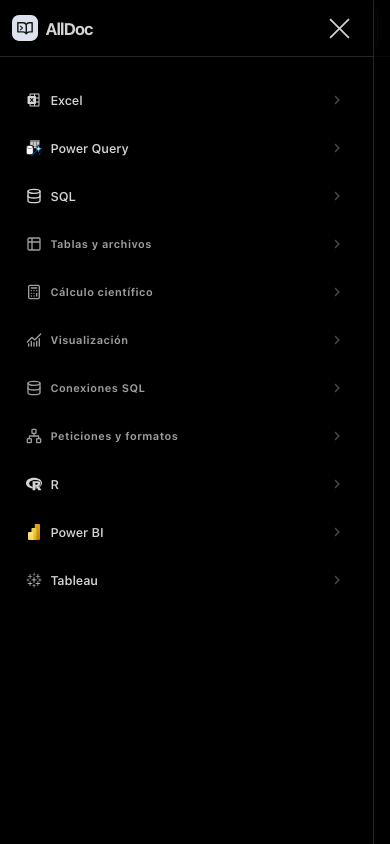 AllDoc
Excel
Power Query
SQL
Tablas y archivos
Cálculo científico
Visualización
Conexiones SQL
Peticiones y formatos
R
Power BI
Tableau